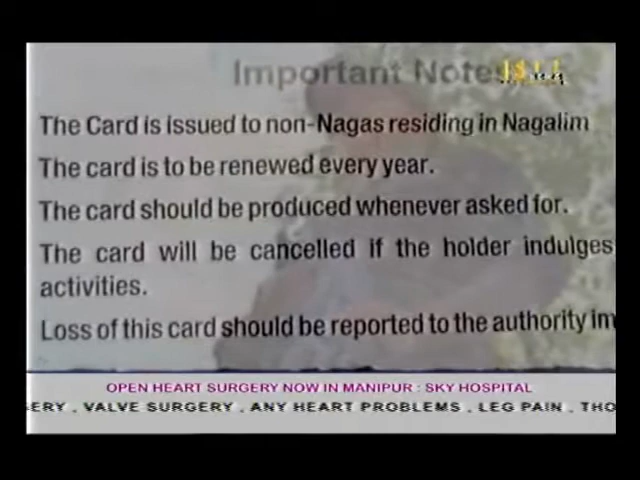 Important Notes
The Card is issued to non-Nagas residing in Nagalim
The card is to be renewed every year.
The card should be produced whenever asked for.
The card will be cancelled if the holder indulges
activities.
Loss of this card should be reported to the authority im
OPEN HEART SURGERY NOW IN MANIPUR : SKY HOSPITAL
ERY . VALVE SURGERY . ANY HEART PROBLEMS . LEG PAIN . THO